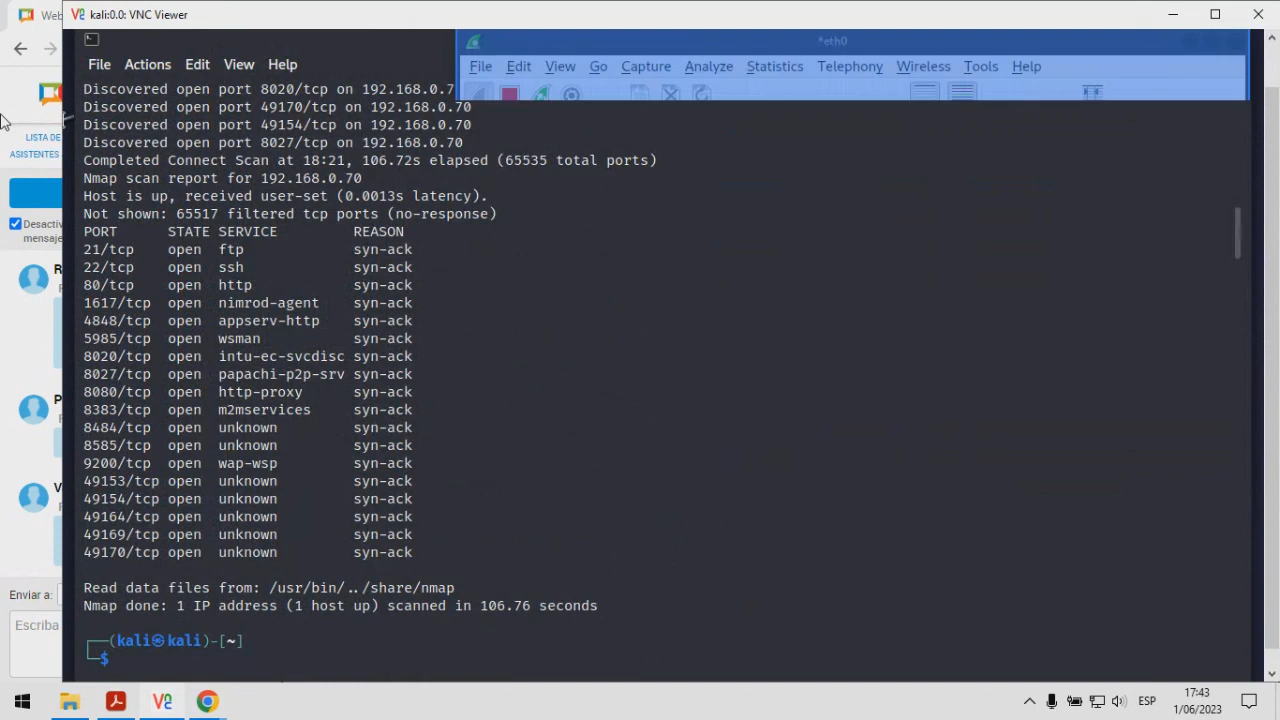 Web
kali:0.0: VNC Viewer
*eth0
File Actions Edit View Help
File Edit View Go Capture Analyze Statistics Telephony Wireless Tools Help
Discovered open port 8020/tcp on 192.168.0.7
Discovered open port 49170/tcp on 192.168.0.70
Discovered open port 49154/tcp on 192.168.0.70
Discovered open port 8027/tcp on 192.168.0.70
Completed Connect Scan at 18:21, 106.72s elapsed (65535 total ports)
Nmap scan report for 192.168.0.70
Host is up, received user-set (0.0013s latency).
Not shown: 65517 filtered tcp ports (no-response)
PORT STATE SERVICE REASON
21/tcp open ftp syn-ack
22/tcp open ssh syn-ack
80/tcp open http syn-ack
1617/tcp open nimrod-agent syn-ack
4848/tcp open appserv-http syn-ack
5985/tcp open wsman syn-ack
8020/tcp open intu-ec-svcdisc syn-ack
8027/tcp open papachi-p2p-srv syn-ack
8080/tcp open http-proxy syn-ack
8383/tcp open m2mservices syn-ack
8484/tcp open unknown syn-ack
8585/tcp open unknown syn-ack
9200/tcp open wap-wsp syn-ack
49153/tcp open unknown syn-ack
49154/tcp open unknown syn-ack
49164/tcp open unknown syn-ack
49169/tcp open unknown syn-ack
49170/tcp open unknown syn-ack
Read data files from: /usr/bin/../share/nmap
Nmap done: 1 IP address (1 host up) scanned in 106.76 seconds
(kali㉿kali)-[~]
$
LISTA DE
ASISTENTES
Desactiv
mensaje
R
P
V
Enviar a:
Escriba
ESP
17:43
1/06/2023